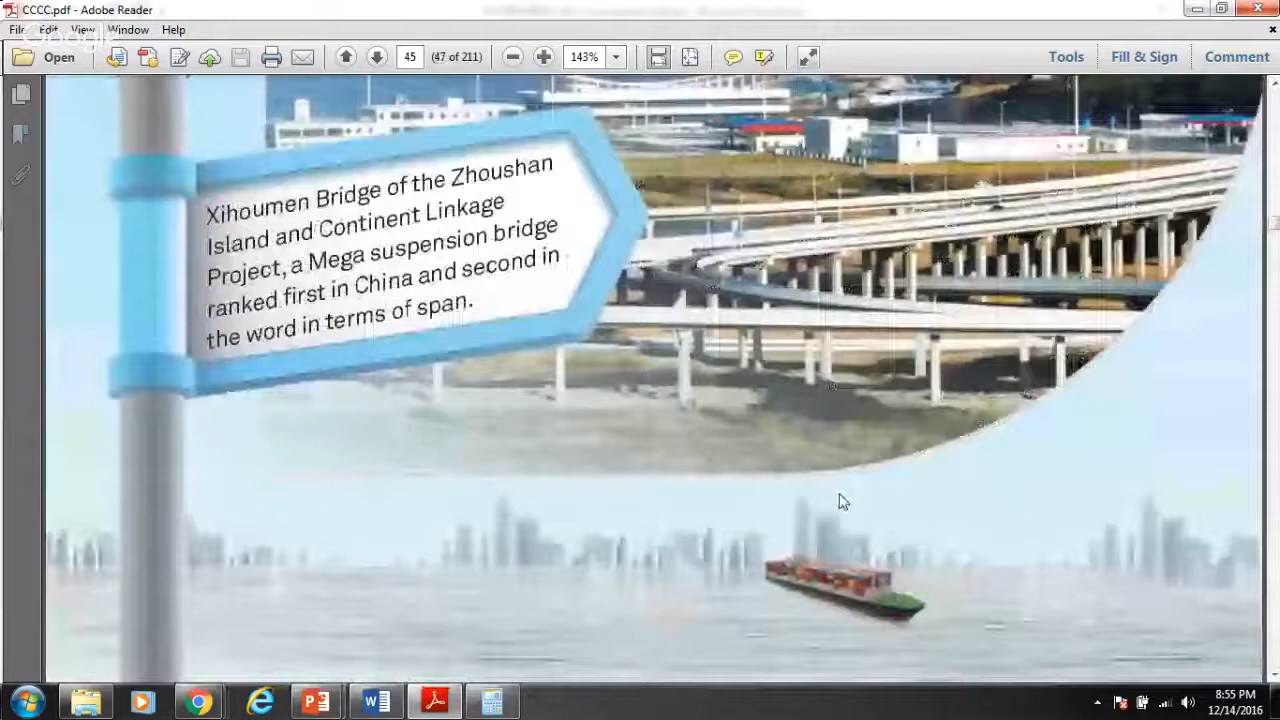 CCCC.pdf - Adobe Reader
File Edit View Window Help
Google
Open
45
(47 of 211)
143%
Tools
Fill & Sign
Comment
Xihoumen Bridge of the Zhoushan
Island and Continent Linkage
Project, a Mega suspension bridge
ranked first in China and second in
the word in terms of span.
8:55 PM
12/14/2016